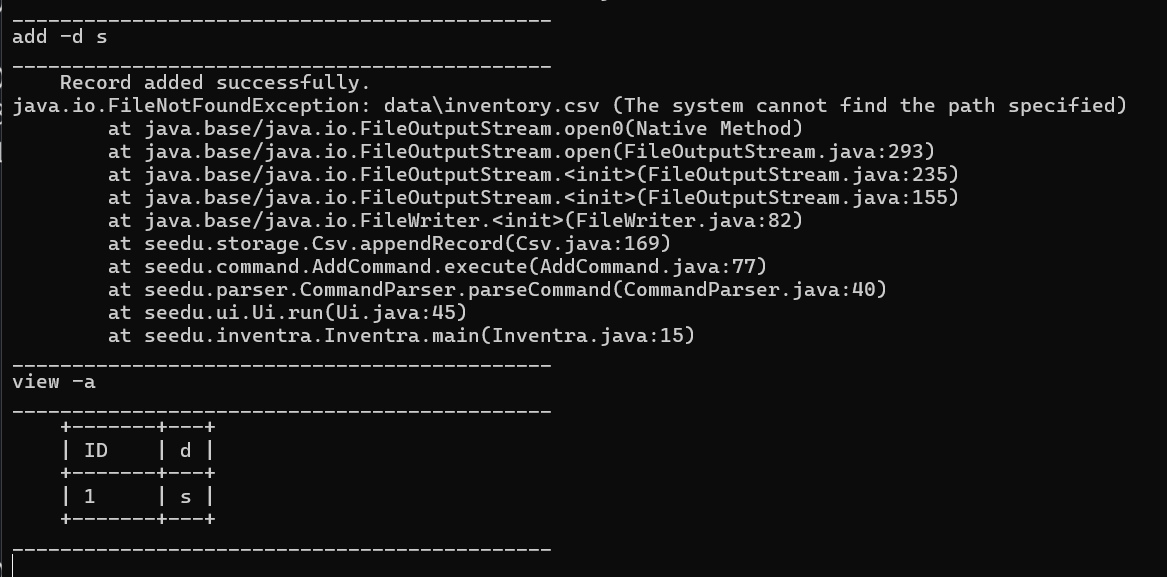 ____________________________________________
add -d s
____________________________________________
    Record added successfully.
java.io.FileNotFoundException: data\inventory.csv (The system cannot find the path specified)
        at java.base/java.io.FileOutputStream.open0(Native Method)
        at java.base/java.io.FileOutputStream.open(FileOutputStream.java:293)
        at java.base/java.io.FileOutputStream.<init>(FileOutputStream.java:235)
        at java.base/java.io.FileOutputStream.<init>(FileOutputStream.java:155)
        at java.base/java.io.FileWriter.<init>(FileWriter.java:82)
        at seedu.storage.Csv.appendRecord(Csv.java:169)
        at seedu.command.AddCommand.execute(AddCommand.java:77)
        at seedu.parser.CommandParser.parseCommand(CommandParser.java:40)
        at seedu.ui.Ui.run(Ui.java:45)
        at seedu.inventra.Inventra.main(Inventra.java:15)
____________________________________________
view -a
____________________________________________
    +-------+---+
    | ID    | d |
    +-------+---+
    | 1     | s |
    +-------+---+
____________________________________________